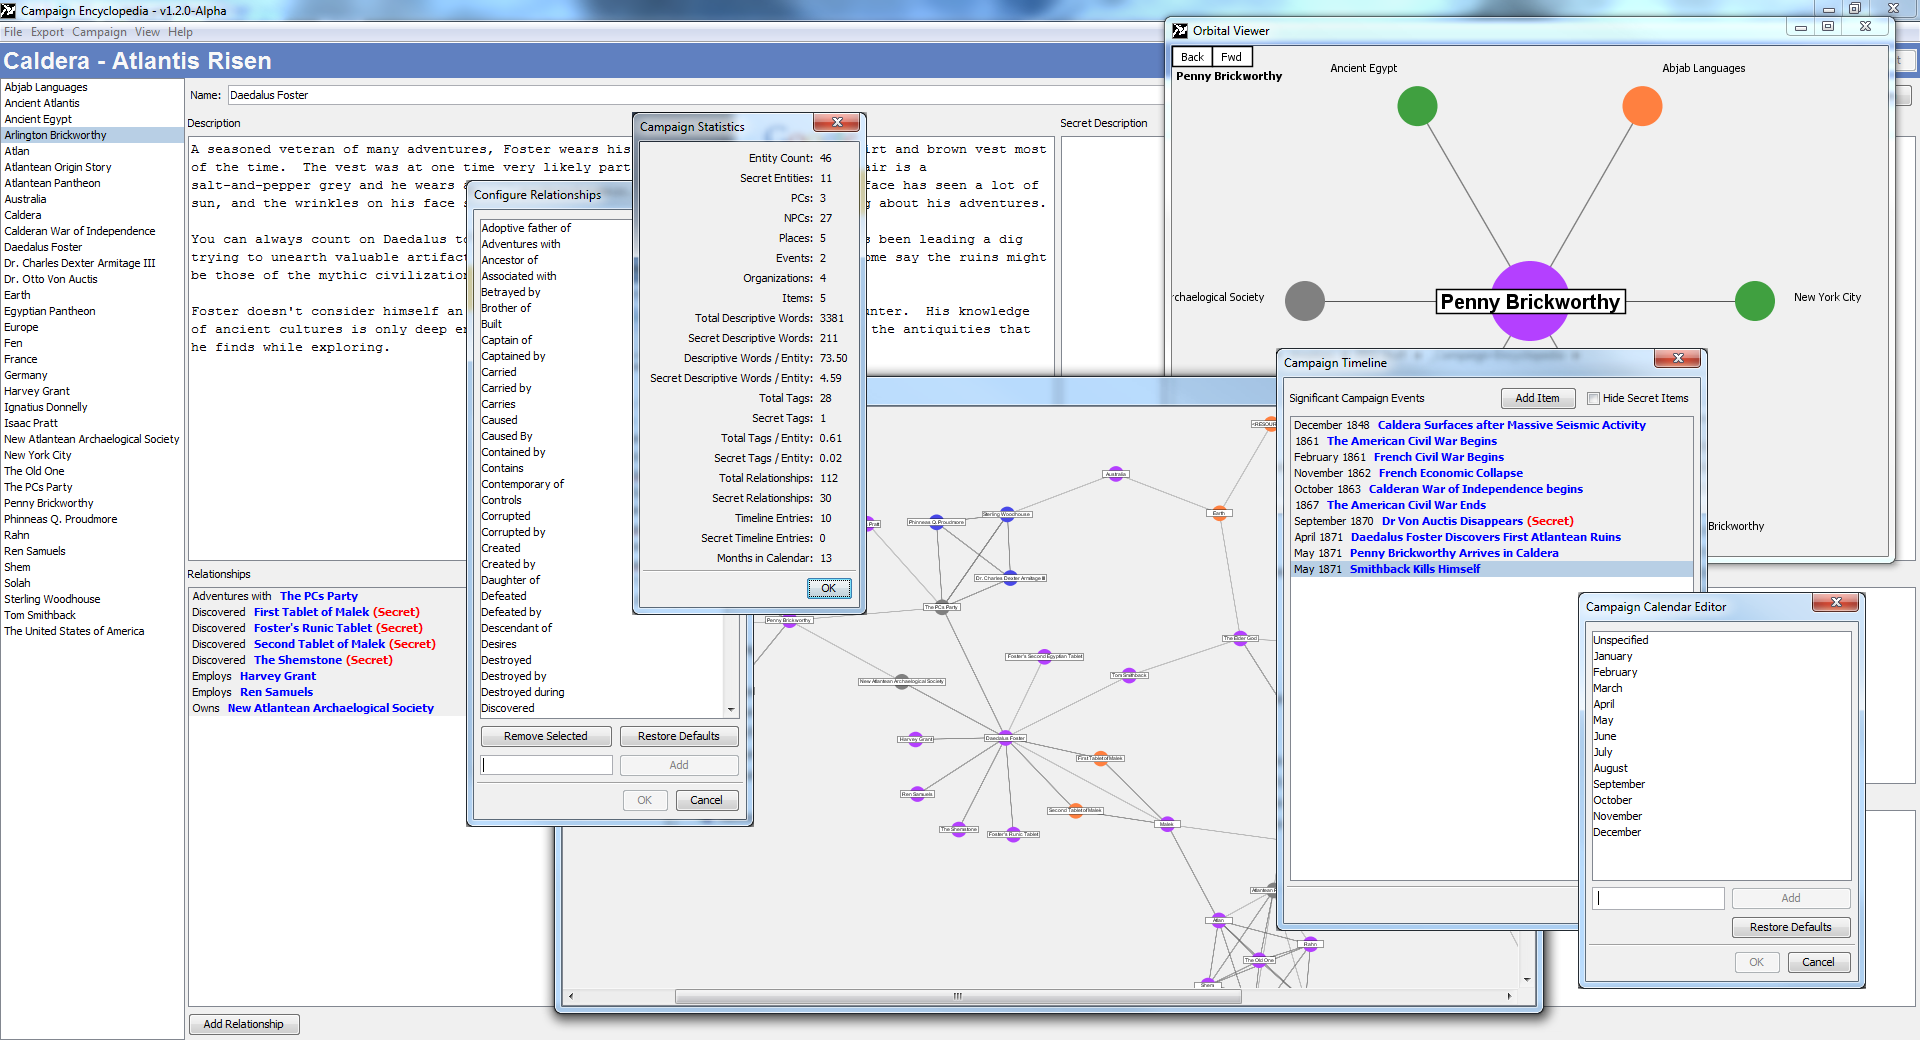 Campaign Encyclopedia - v1.2.0-Alpha
File Export Campaign View Help
Caldera - Atlantis Risen
Abjab Languages
Ancient Atlantis
Ancient Egypt
Arlington Brickworthy
Atlan
Atlantean Origin Story
Atlantean Pantheon
Australia
Caldera
Calderan War of Independence
Daedalus Foster
Dr. Charles Dexter Armitage III
Dr. Otto Von Auctis
Earth
Egyptian Pantheon
Europe
Fen
France
Germany
Harvey Grant
Ignatius Donnelly
Isaac Pratt
New Atlantean Archaelogical Society
New York City
The Old One
The PCs Party
Penny Brickworthy
Phinneas Q. Proudmore
Rahn
Ren Samuels
Shem
Solah
Sterling Woodhouse
Tom Smithback
The United States of America
Name: Daedalus Foster
Description
A seasoned veteran of many adventures, Foster wears his
irt and brown vest most
of the time. The vest was at one time very likely part
air is a
salt-and-pepper grey and he wears
face has seen a lot of
sun, and the wrinkles on his face s
g about his adventures.
You can always count on Daedalus to
s been leading a dig
trying to unearth valuable artifac
ome say the ruins might
be those of the mythic civilization
Foster doesn't consider himself an
unter. His knowledge
of ancient cultures is only deep e
the antiquities that
he finds while exploring.
Secret Description
Relationships
Adventures with The PCs Party
Discovered First Tablet of Malek (Secret)
Discovered Foster's Runic Tablet (Secret)
Discovered Second Tablet of Malek (Secret)
Discovered The Shemstone (Secret)
Employs Harvey Grant
Employs Ren Samuels
Owns New Atlantean Archaelogical Society
Add Relationship
Configure Relationships
Adoptive father of
Adventures with
Ancestor of
Associated with
Betrayed by
Brother of
Built
Captain of
Captained by
Carried
Carried by
Carries
Caused
Caused By
Contained by
Contains
Contemporary of
Controls
Corrupted
Corrupted by
Created
Created by
Daughter of
Defeated
Defeated by
Descendant of
Desires
Destroyed
Destroyed by
Destroyed during
Discovered
Remove Selected Restore Defaults
Add
OK Cancel
Campaign Statistics
Entity Count: 46
Secret Entities: 11
PCs: 3
NPCs: 27
Places: 5
Events: 2
Organizations: 4
Items: 5
Total Descriptive Words: 3381
Secret Descriptive Words: 211
Descriptive Words / Entity: 73.50
Secret Descriptive Words / Entity: 4.59
Total Tags: 28
Secret Tags: 1
Total Tags / Entity: 0.61
Secret Tags / Entity: 0.02
Total Relationships: 112
Secret Relationships: 30
Timeline Entries: 10
Secret Timeline Entries: 0
Months in Calendar: 13
OK
Australia
Pratt
Phinneas Q. Proudmore
Sterling Woodhouse
Earth
Dr. Charles Dexter Armitage III
The PCs Party
Penny Brickworthy
The Elder God
Foster's Second Egyptian Tablet
Tom Smithback
New Atlantean Archaelogical Society
Harvey Grant
Daedalus Foster
First Tablet of Malek
Ren Samuels
Second Tablet of Malek
The Shemstone
Foster's Runic Tablet
Malek
Atlan
Rahn
The Old One
Shem
Orbital Viewer
Back Fwd
Penny Brickworthy
Ancient Egypt
Abjab Languages
rchaelogical Society
Penny Brickworthy
New York City
Brickworthy
Campaign Timeline
Significant Campaign Events Add Item Hide Secret Items
December 1848 Caldera Surfaces after Massive Seismic Activity
1861 The American Civil War Begins
February 1861 French Civil War Begins
November 1862 French Economic Collapse
October 1863 Calderan War of Independence begins
1867 The American Civil War Ends
September 1870 Dr Von Auctis Disappears (Secret)
April 1871 Daedalus Foster Discovers First Atlantean Ruins
May 1871 Penny Brickworthy Arrives in Caldera
May 1871 Smithback Kills Himself
Campaign Calendar Editor
Unspecified
January
February
March
April
May
June
July
August
September
October
November
December
Add
Restore Defaults
OK Cancel